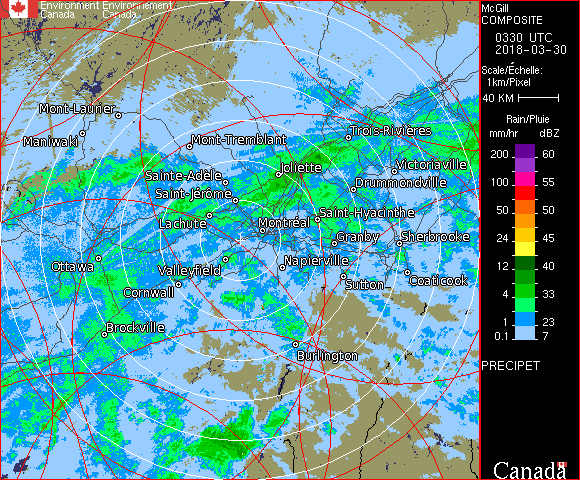 Environment Environnement
Canada Canada
McGill
COMPOSITE
0330 UTC
2018-03-30
Scale/Échelle:
1km/Pixel
40 KM
Rain/Pluie
mm/hr dBZ
200 60
100 55
50 50
24 45
12 40
4 33
2 23
0.1 7
PRECIPET
Canada
Mont-Laurier
Maniwaki
Mont-Tremblant
Trois-Rivières
Sainte-Adèle
Joliette
Victoriaville
Saint-Jérôme
Drummondville
Lachute
Saint-Hyacinthe
Montréal
Granby
Sherbrooke
Ottawa
Valleyfield
Napierville
Cornwall
Sutton
Coaticook
Brockville
Burlington